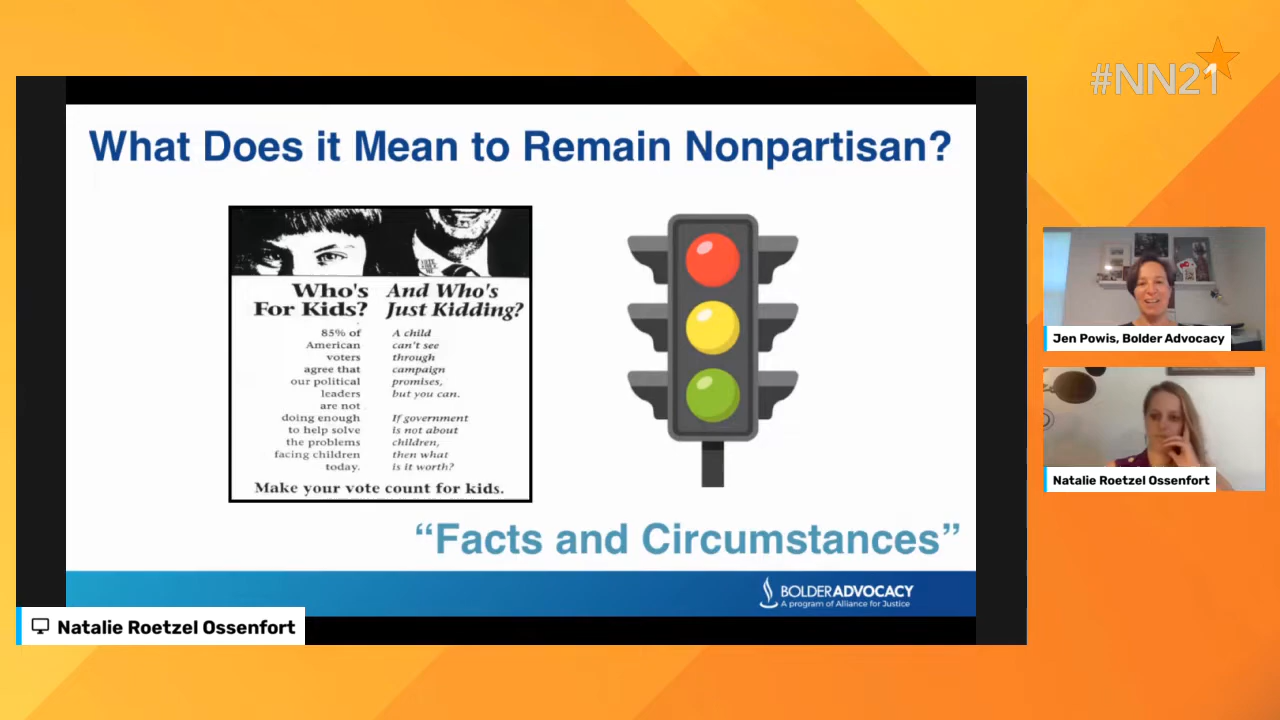 #NN21
What Does it Mean to Remain Nonpartisan?
Who's
For Kids?
85% of
American
voters
agree that
our political
leaders
are not
doing enough
to help solve
the problems
facing children
today.
And Who's
Just Kidding?
A child
can't see
through
campaign
promises,
but you can.
If government
is not about
children,
then what
is it worth?
Make your vote count for kids.
"Facts and Circumstances"
BOLDERADVOCACY
A program of Alliance for Justice
Natalie Roetzel Ossenfort
Jen Powis, Bolder Advocacy
Natalie Roetzel Ossenfort